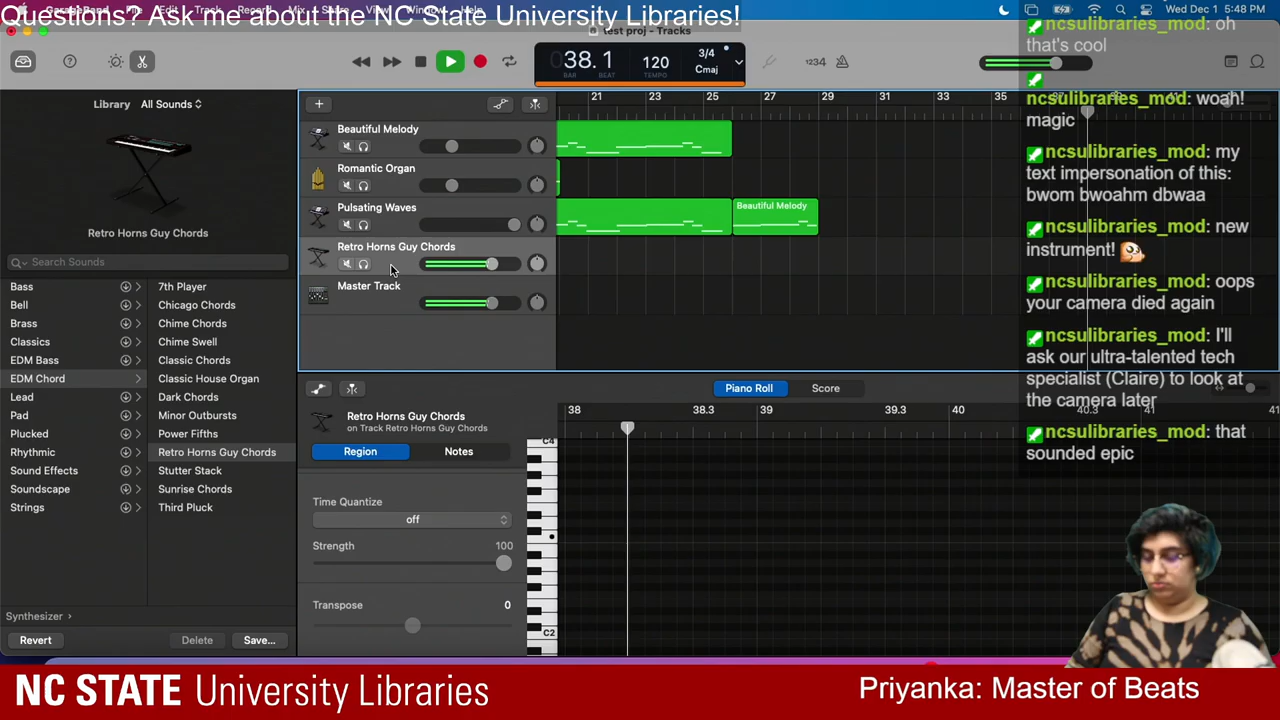 Questions? Ask me about the NC State University Libraries!
Wed Dec 1 5:48 PM
test proj - Tracks
38.1
BAR BEAT
120
TEMPO
3/4
Cmaj
1234
Library All Sounds
Retro Horns Guy Chords
Search Sounds
Bass
Bell
Brass
Classics
EDM Bass
EDM Chord
Lead
Pad
Plucked
Rhythmic
Sound Effects
Soundscape
Strings
7th Player
Chicago Chords
Chime Chords
Chime Swell
Classic Chords
Classic House Organ
Dark Chords
Minor Outbursts
Power Fifths
Retro Horns Guy Chords
Stutter Stack
Sunrise Chords
Third Pluck
Synthesizer
Revert Delete Save...
21 23 25 27 29 31 33 35
Beautiful Melody
Romantic Organ
Pulsating Waves
Beautiful Melody
Retro Horns Guy Chords
Master Track
Piano Roll Score
38 38.3 39 39.3 40 40.3 41 41
Retro Horns Guy Chords
on Track Retro Horns Guy Chords
Region Notes
Time Quantize
off
Strength 100
Transpose 0
C4
C2
oh
that's cool
ncsulibraries_mod: woah!
magic
ncsulibraries_mod: my
text impersonation of this:
bwom bwoahm dbwaa
ncsulibraries_mod: new
instrument!
ncsulibraries_mod: oops
your camera died again
ncsulibraries_mod: I'll
ask our ultra-talented tech
specialist (Claire) to look at
the camera later
ncsulibraries_mod: that
sounded epic
NC STATE University Libraries
Priyanka: Master of Beats